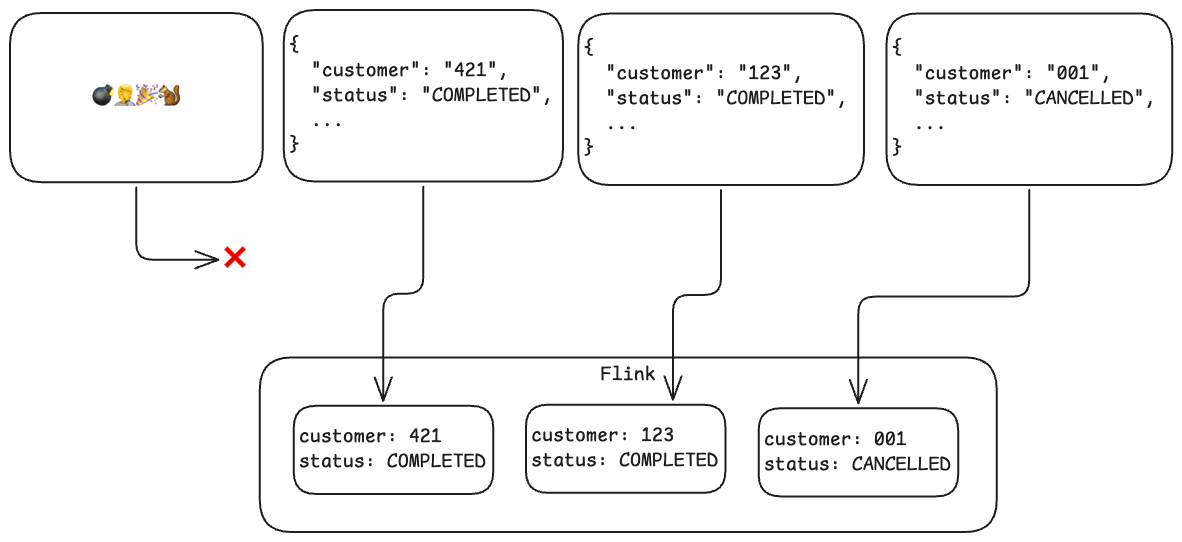 {
"customer": "421",
"status": "COMPLETED",
...
}
{
"customer": "123",
"status": "COMPLETED",
...
}
{
"customer": "001",
"status": "CANCELLED",
...
}
Flink
customer: 421
status: COMPLETED
customer: 123
status: COMPLETED
customer: 001
status: CANCELLED